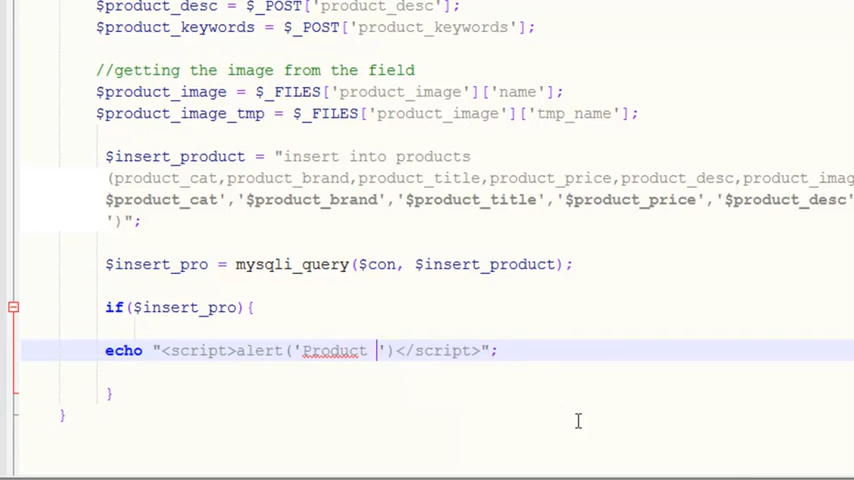 $product_desc = $_POST['product_desc'];
$product_keywords = $_POST['product_keywords'];
//getting the image from the field
$product_image = $_FILES['product_image']['name'];
$product_image_tmp = $_FILES['product_image']['tmp_name'];
$insert_product = "insert into products
(product_cat,product_brand,product_title,product_price,product_desc,product_imag
$product_cat','$product_brand','$product_title','$product_price','$product_desc'
')";
$insert_pro = mysqli_query($con, $insert_product);
if($insert_pro){
echo "<script>alert('Product ')</script>";
}
}